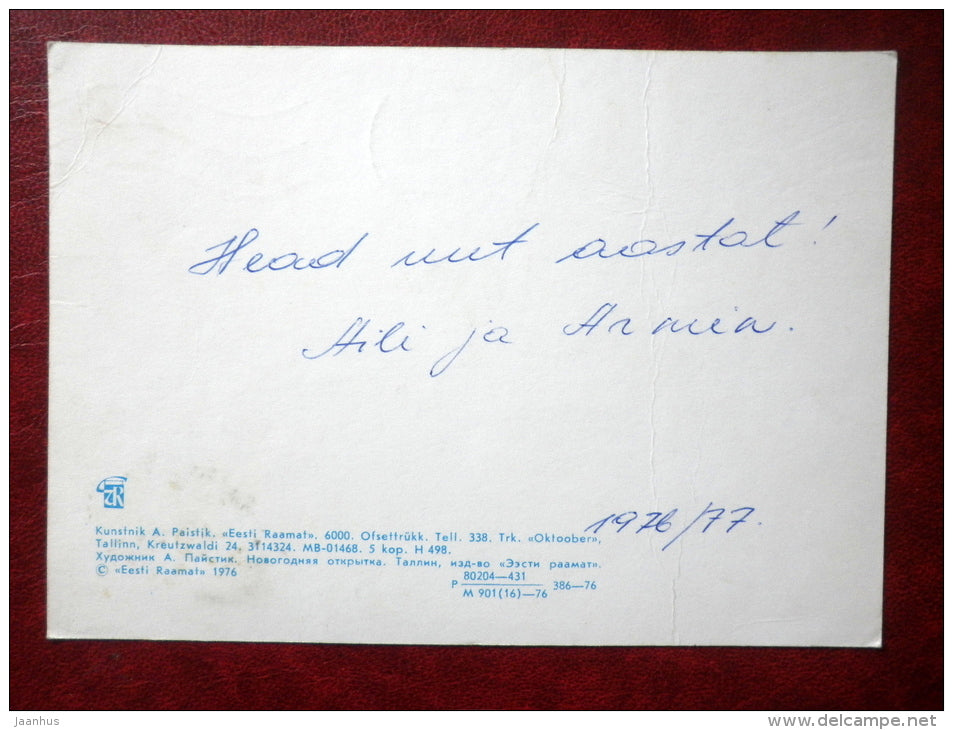 Head uut aastat!
Aili ja Armin.
1976/77.
Kunstnik A. Paistik. «Eesti Raamat». 6000. Ofsettrükk. Tell. 338. Trk. «Oktoober»,
Tallinn, Kreutzwaldi 24. 3114324. MB-01468. 5 kop. H 498.
Художник А. Пайстик. Новогодняя открытка. Таллин, изд-во «Ээсти раамат».
© «Eesti Raamat» 1976
P 80204—431
M 901(16)—76 386—76
jaanhus
www.delcampe.net